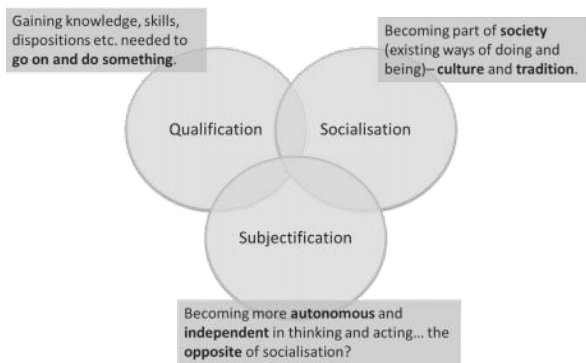 Gaining knowledge, skills,
dispositions etc. needed to
go on and do something.
Becoming part of society
(existing ways of doing and
being)– culture and tradition.
Qualification
Socialisation
Subjectification
Becoming more autonomous and
independent in thinking and acting... the
opposite of socialisation?